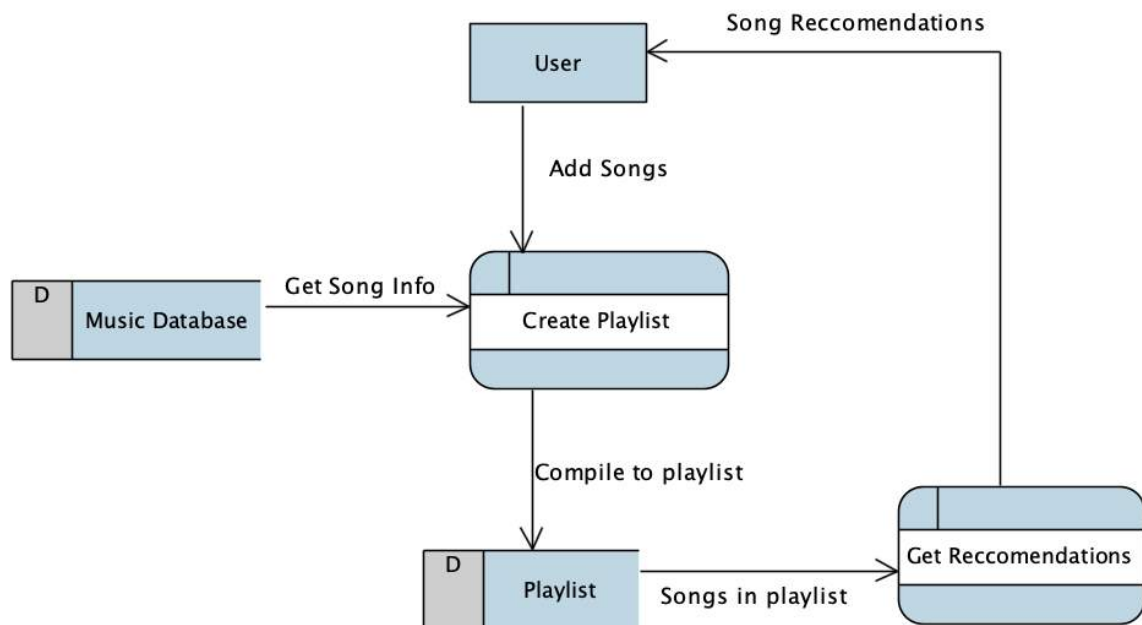 Song Reccomendations
User
Add Songs
Get Song Info
D
Music Database
Create Playlist
Compile to playlist
D
Playlist
Songs in playlist
Get Reccomendations